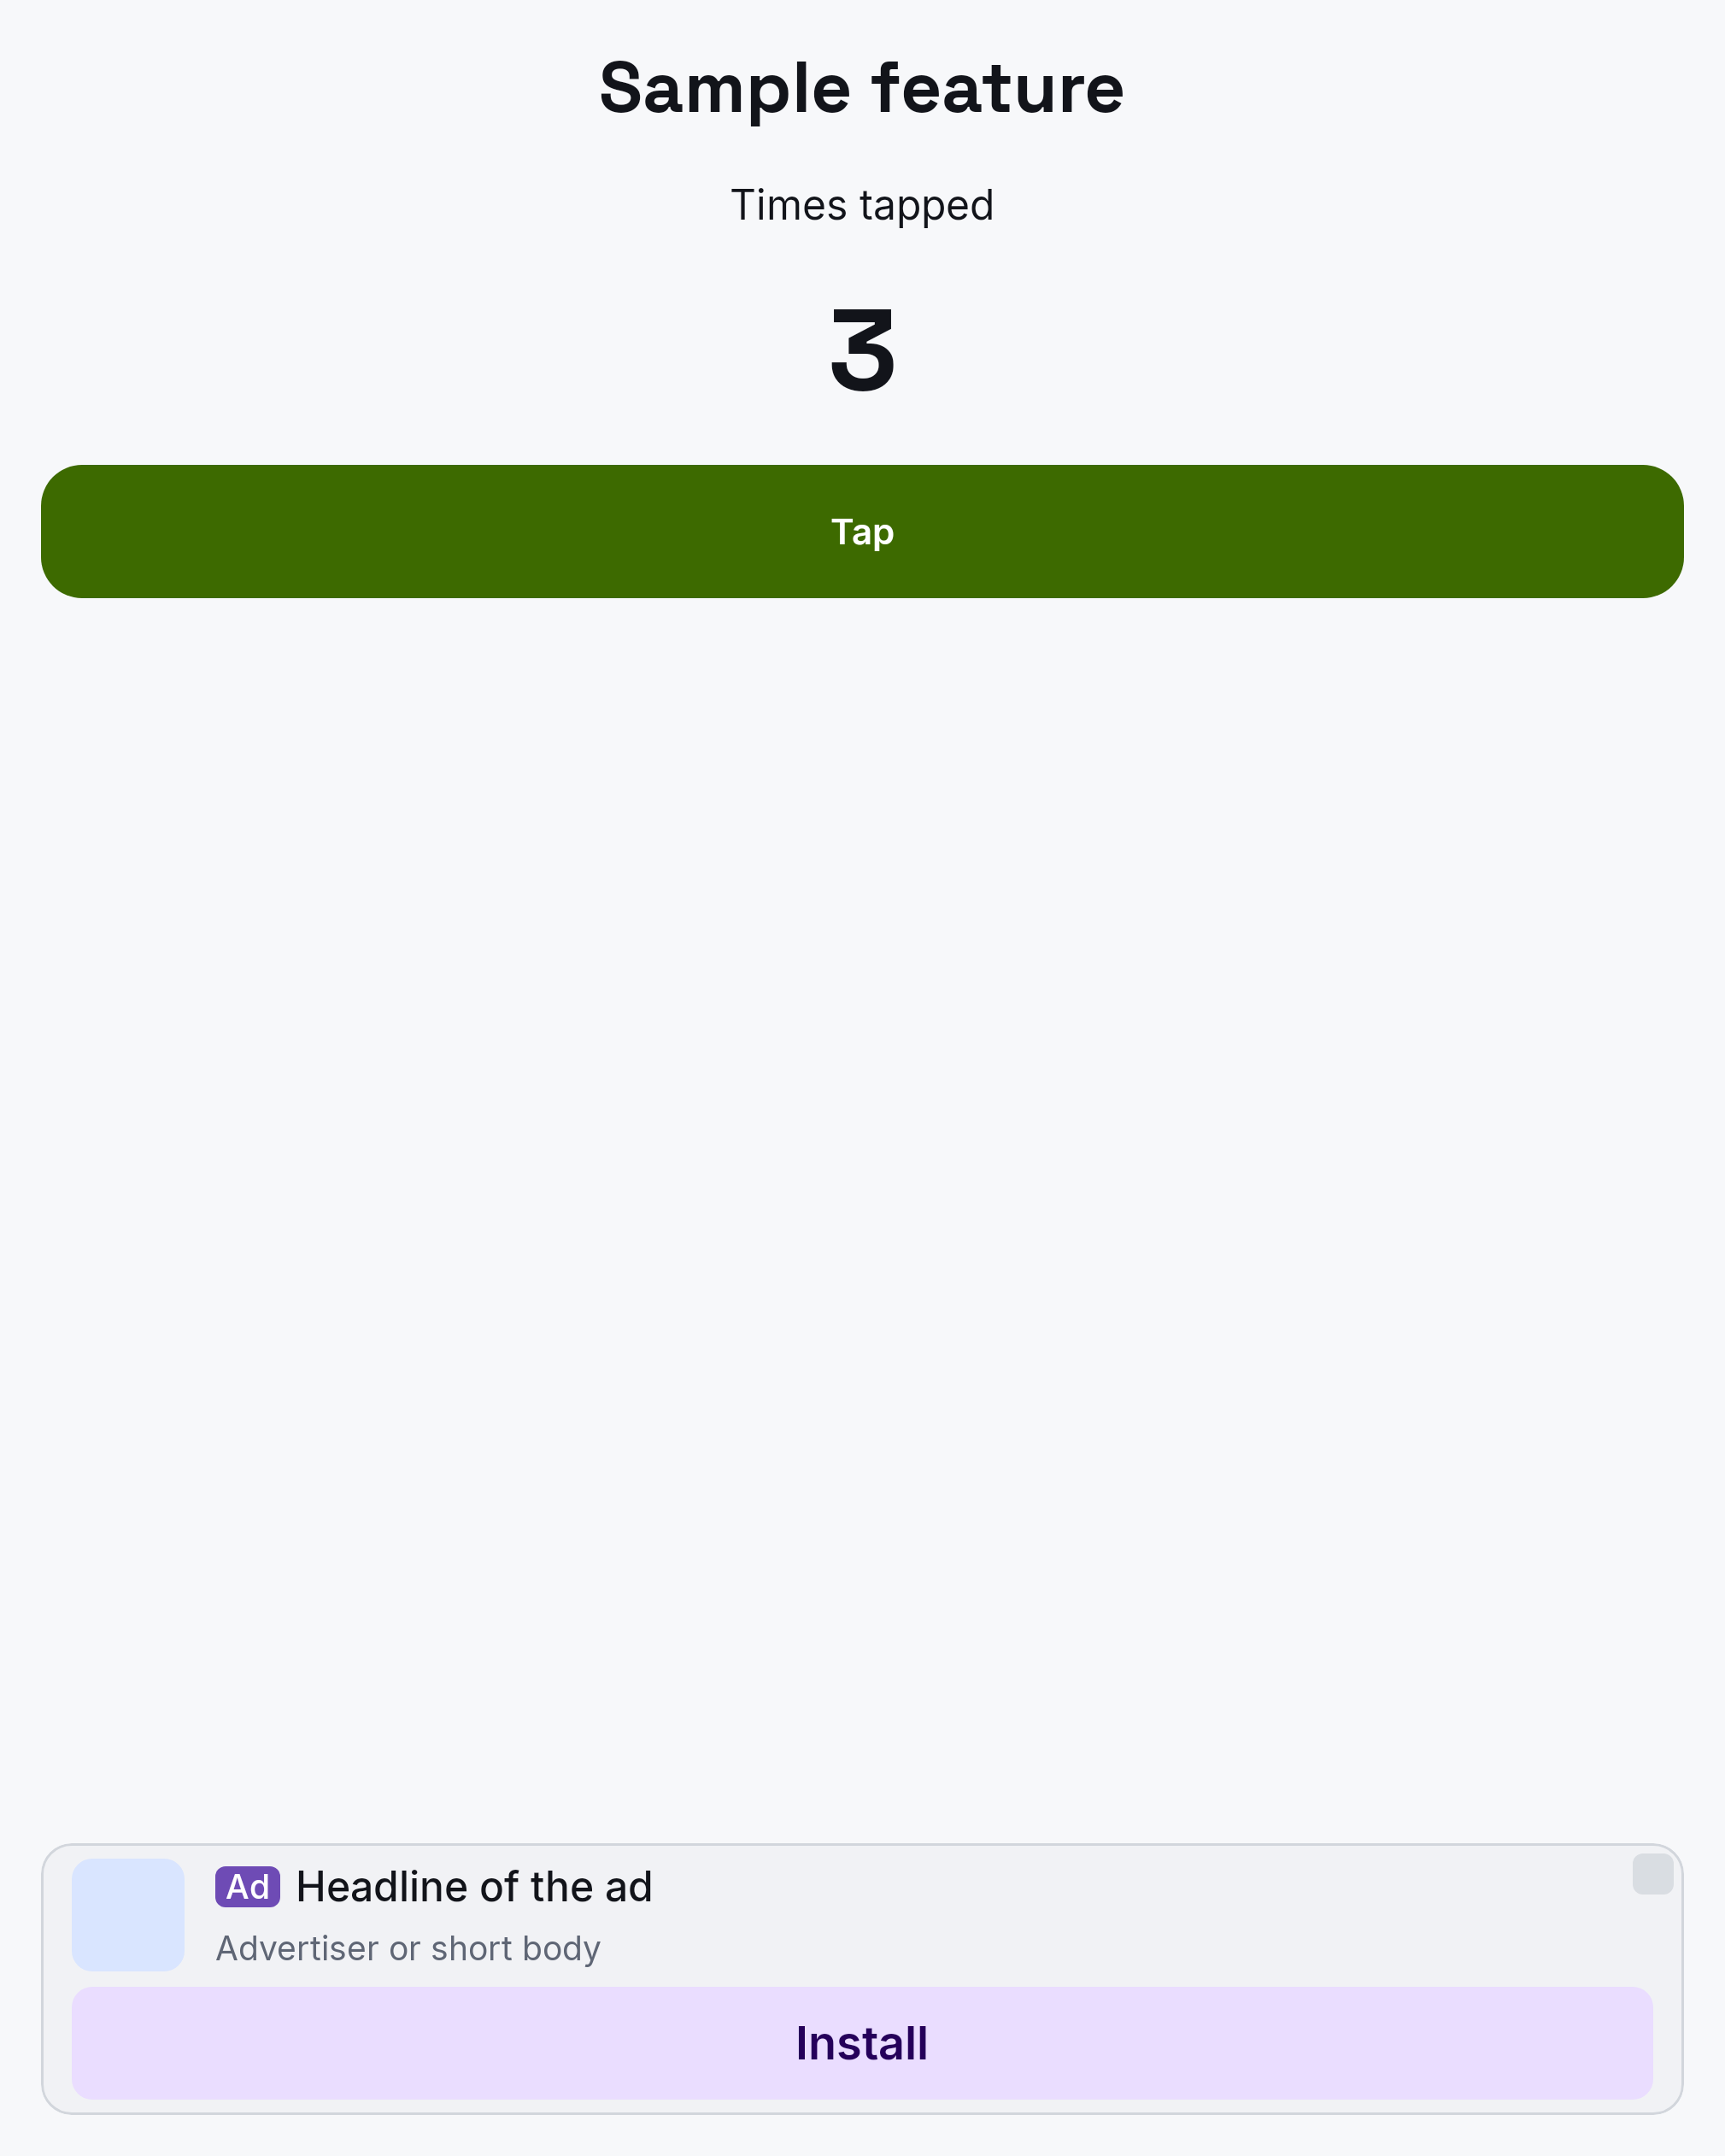 Sample feature
Times tapped
3
Tap
Ad Headline of the ad
Advertiser or short body
Install